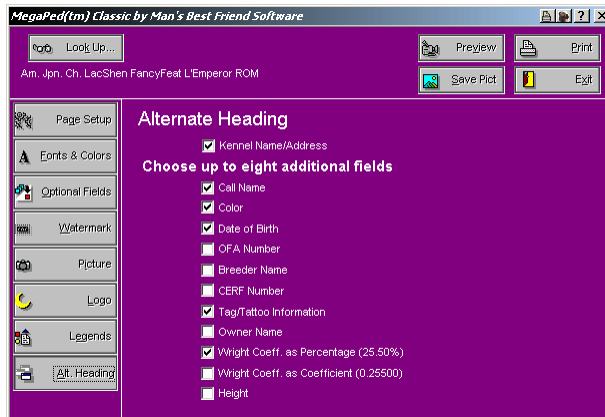 MegaPed(tm) Classic by Man's Best Friend Software
Look Up...
Preview
Print
Am. Jpn. Ch. LacShen FancyFeat L'Emperor ROM
Save Pict
Exit
Page Setup
Fonts & Colors
Optional Fields
Watermark
Picture
Logo
Legends
Alt. Heading
Alternate Heading
Kennel Name/Address
Choose up to eight additional fields
Call Name
Color
Date of Birth
OFA Number
Breeder Name
CERF Number
Tag/Tattoo Information
Owner Name
Wright Coeff. as Percentage (25.50%)
Wright Coeff. as Coefficient (0.25500)
Height